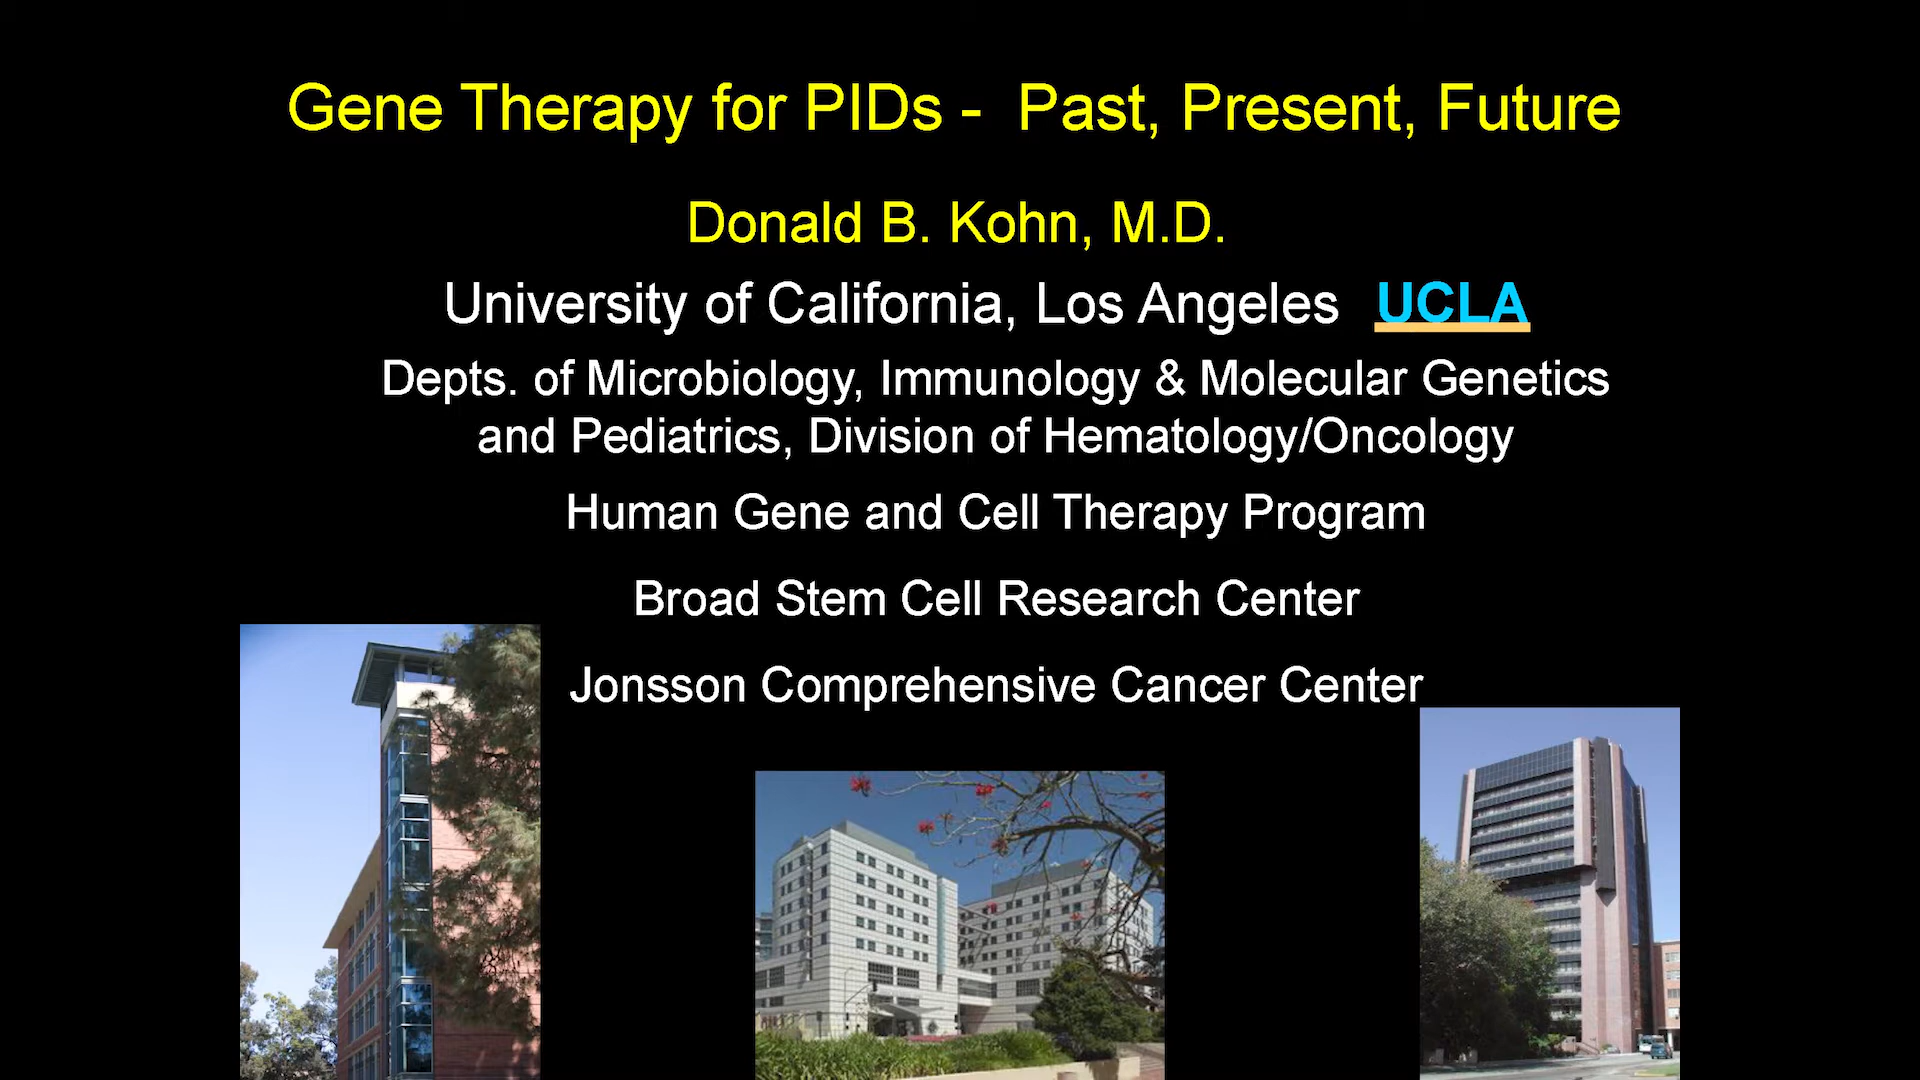 Gene Therapy for PIDs - Past, Present, Future
Donald B. Kohn, M.D.
University of California, Los Angeles UCLA
Depts. of Microbiology, Immunology & Molecular Genetics
and Pediatrics, Division of Hematology/Oncology
Human Gene and Cell Therapy Program
Broad Stem Cell Research Center
Jonsson Comprehensive Cancer Center